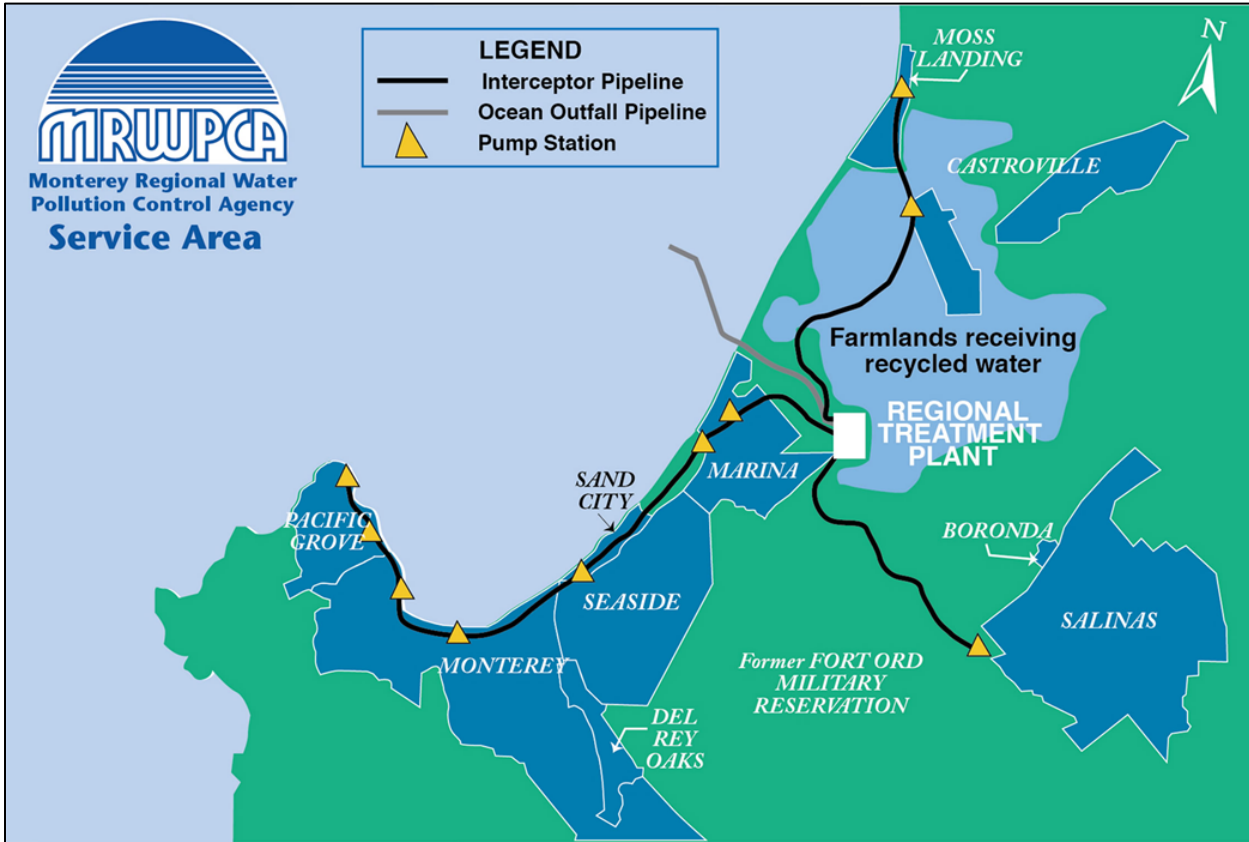 MRWPCA
Monterey Regional Water
Pollution Control Agency
Service Area
LEGEND
Interceptor Pipeline
Ocean Outfall Pipeline
Pump Station
N
MOSS
LANDING
CASTROVILLE
Farmlands receiving
recycled water
REGIONAL
TREATMENT
PLANT
MARINA
SAND
CITY
PACIFIC
GROVE
SEASIDE
MONTEREY
DEL
REY
OAKS
Former FORT ORD
MILITARY
RESERVATION
BORONDA
SALINAS